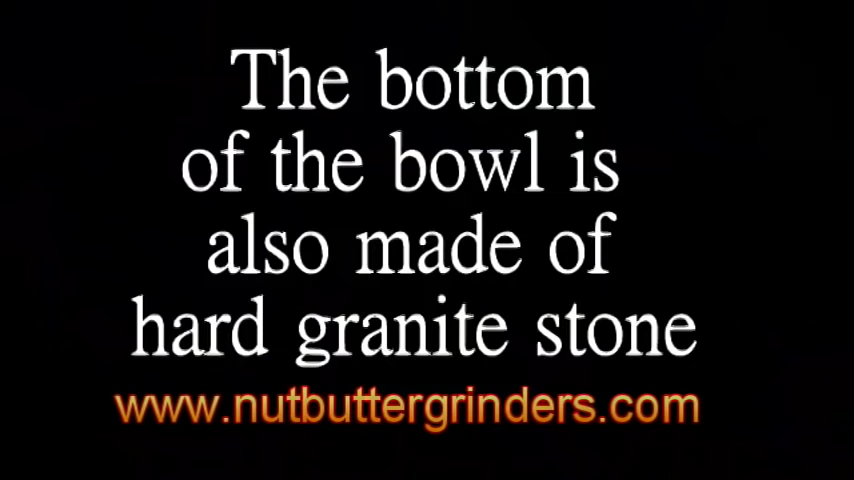 The bottom
of the bowl is
also made of
hard granite stone
www.nutbuttergrinders.com